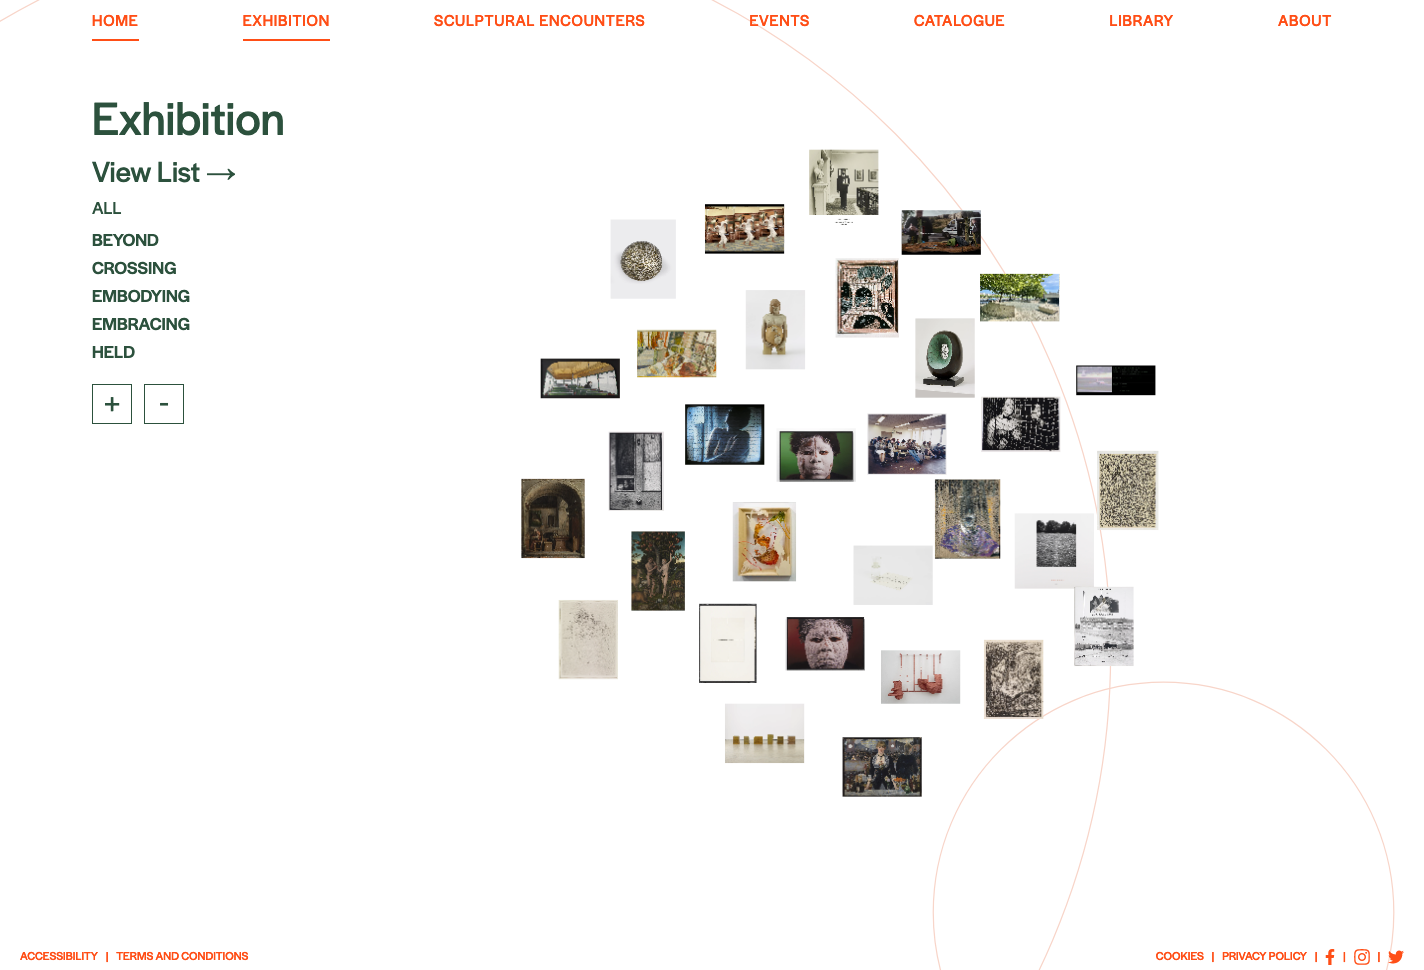 HOME EXHIBITION SCULPTURAL ENCOUNTERS EVENTS CATALOGUE LIBRARY ABOUT
Exhibition
View List →
ALL
BEYOND
CROSSING
EMBODYING
EMBRACING
HELD
+ -
ACCESSIBILITY | TERMS AND CONDITIONS COOKIES | PRIVACY POLICY | | |